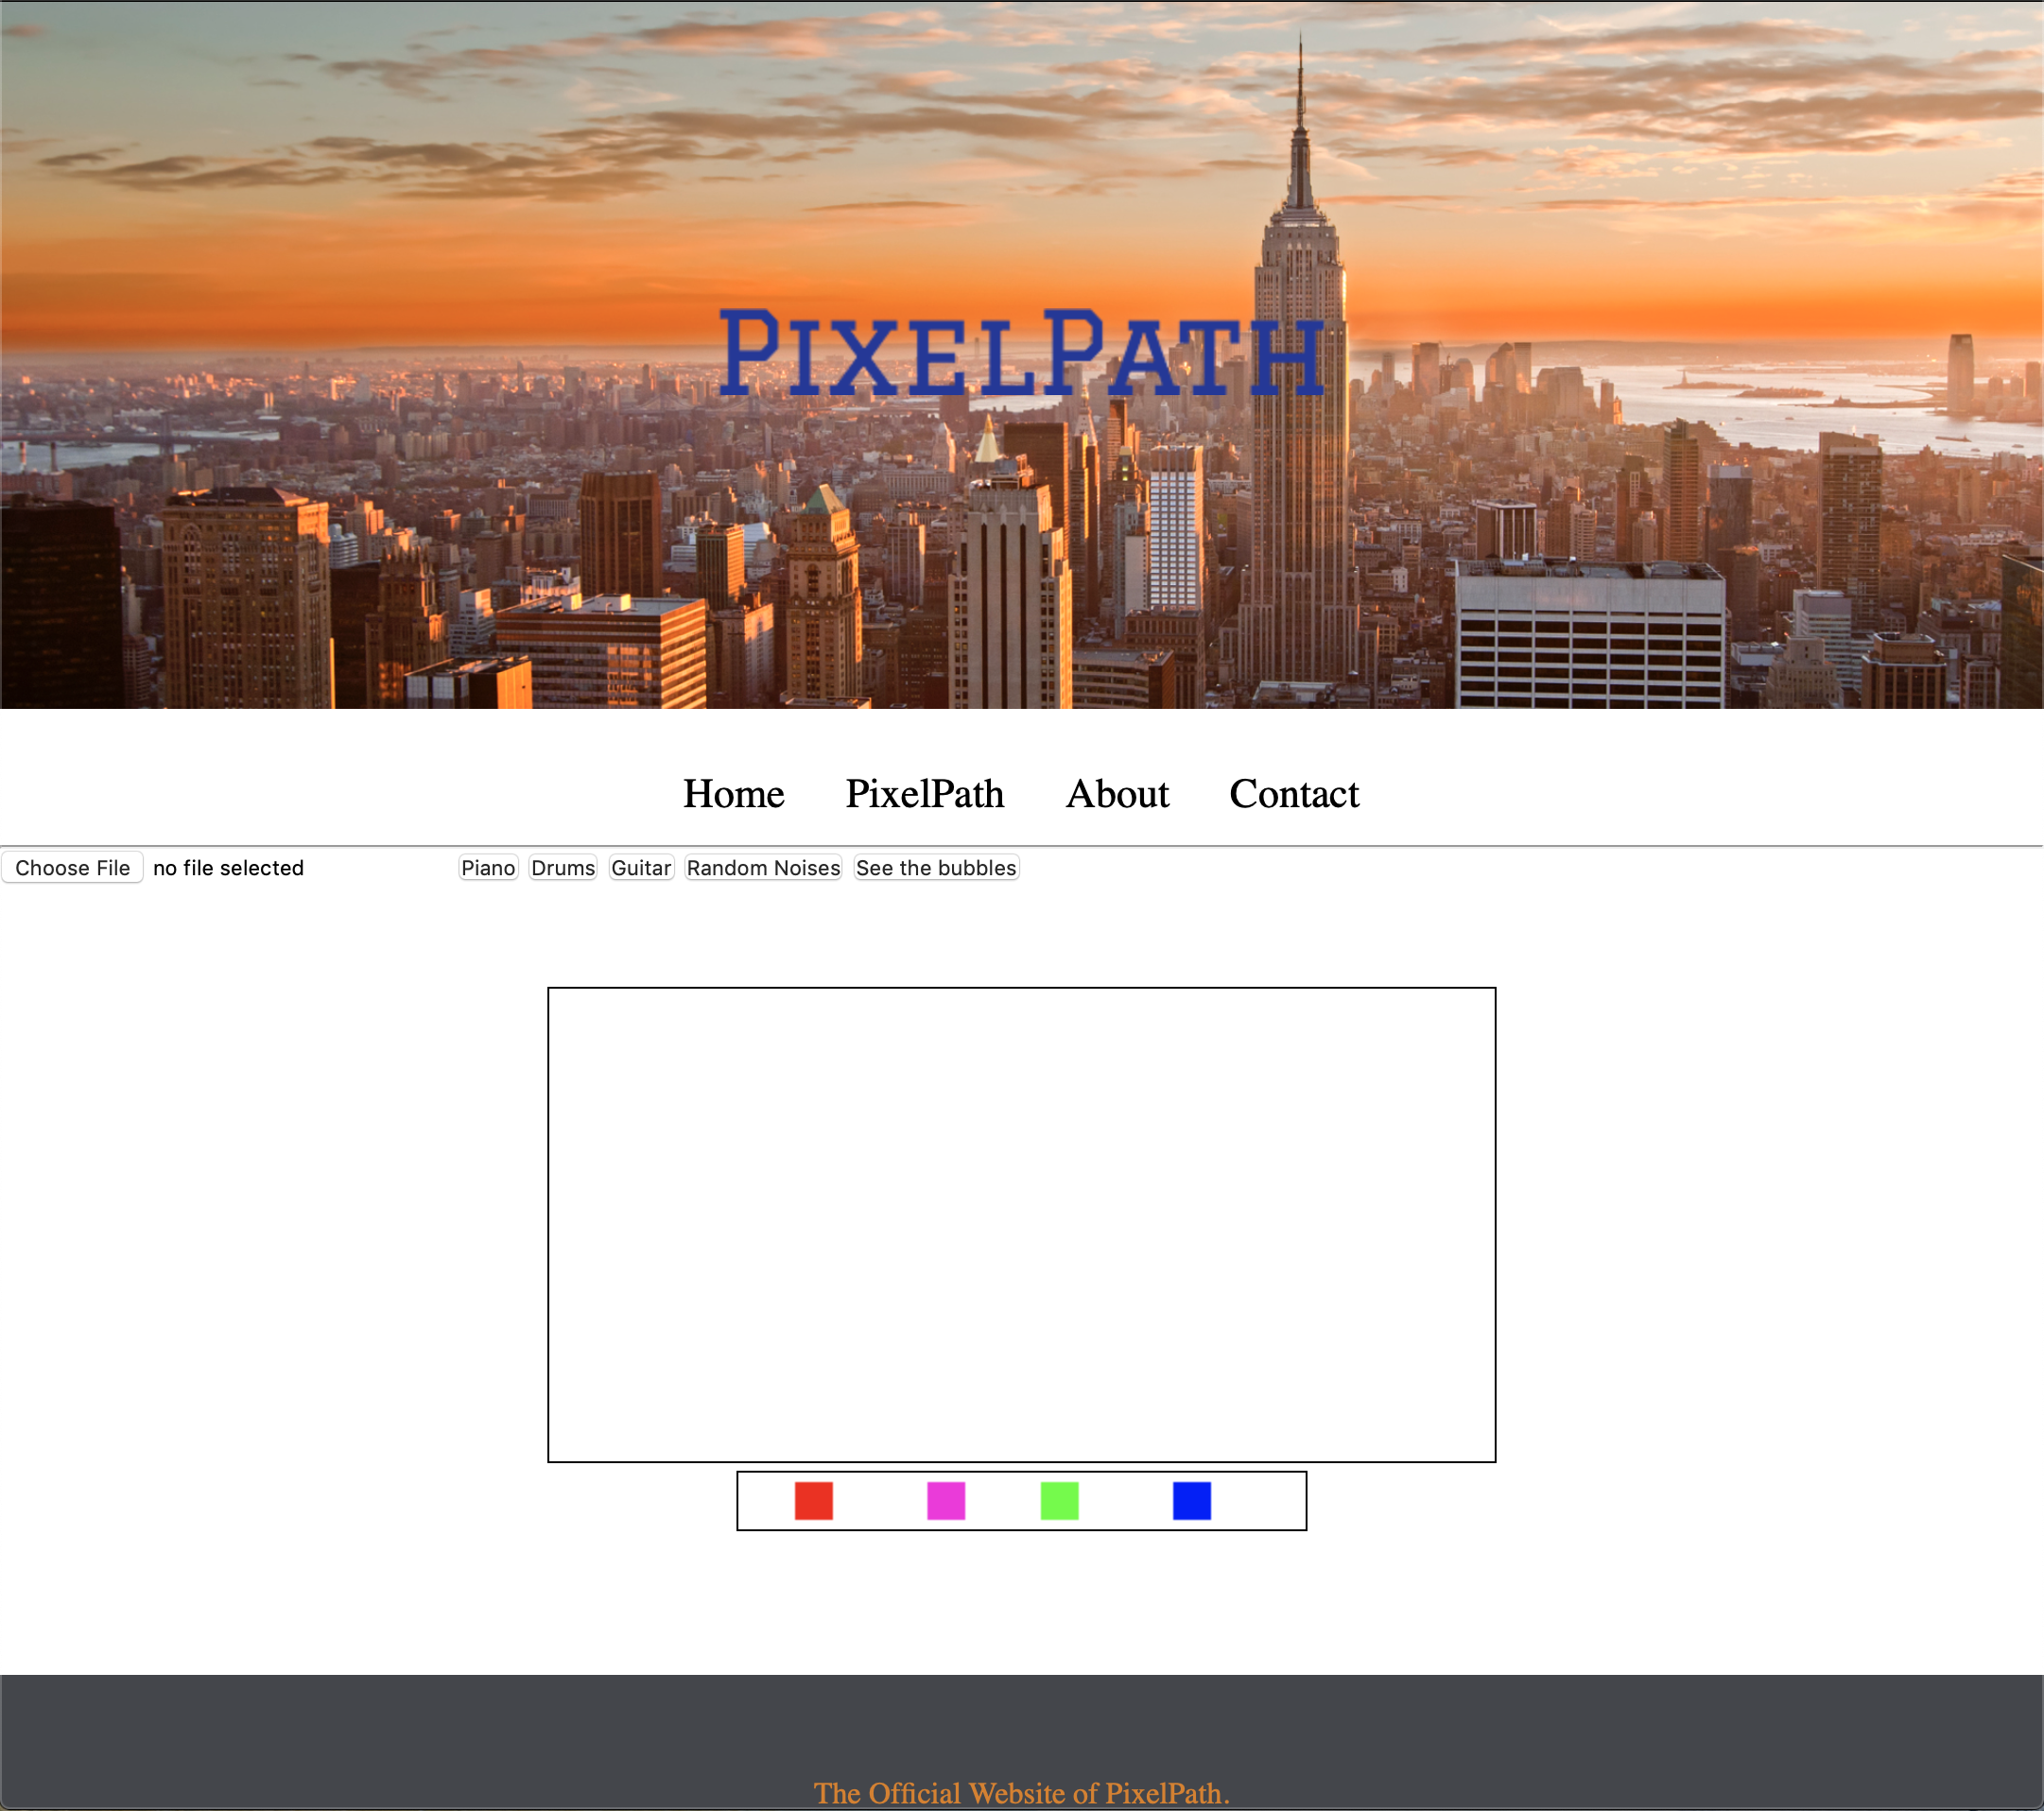 PixelPath
Home PixelPath About Contact
Choose File no file selected Piano Drums Guitar Random Noises See the bubbles
The Official Website of PixelPath.